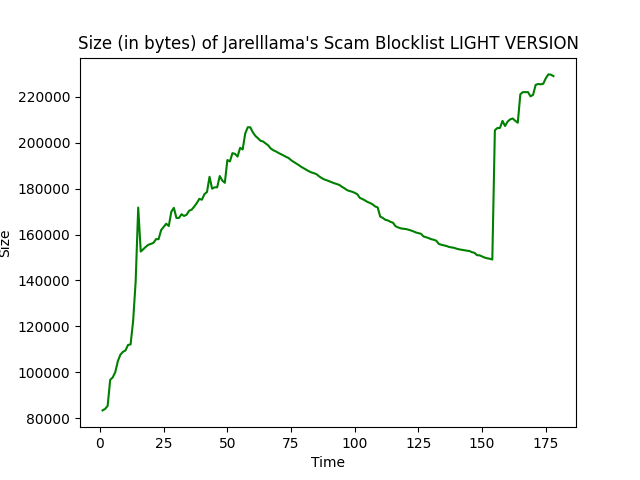 Size (in bytes) of Jarelllama's Scam Blocklist LIGHT VERSION
220000
200000
180000
160000
140000
120000
100000
80000
Size
0 25 50 75 100 125 150 175
Time